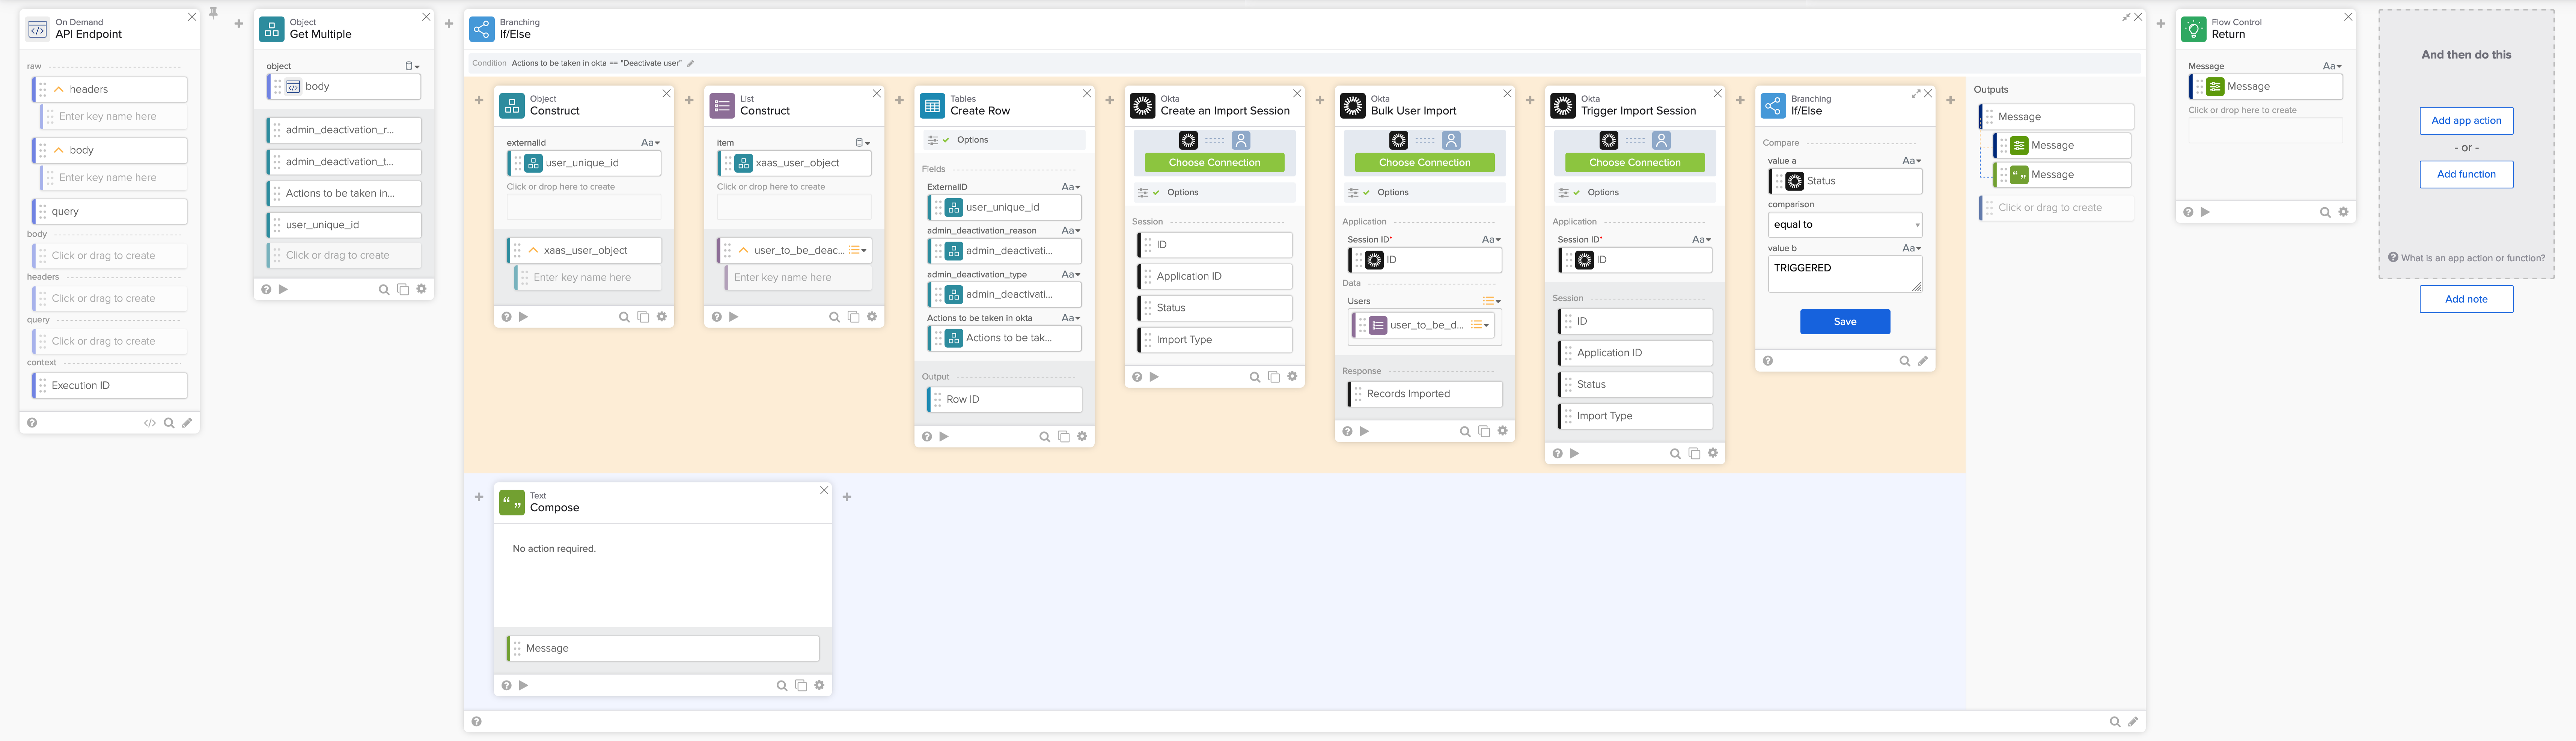 On Demand
API Endpoint
raw
headers
Enter key name here
body
Enter key name here
query
body
Click or drag to create
headers
Click or drag to create
query
Click or drag to create
context
Execution ID
Object
Get Multiple
object
body
admin_deactivation_r...
admin_deactivation_t...
Actions to be taken in...
user_unique_id
Click or drag to create
Branching
If/Else
Condition Actions to be taken in okta == "Deactivate user"
Object
Construct
externalId Aa
user_unique_id
Click or drop here to create
xaas_user_object
Enter key name here
List
Construct
item
xaas_user_object
Click or drop here to create
user_to_be_deac...
Enter key name here
Tables
Create Row
Options
Fields
ExternalID Aa
user_unique_id
admin_deactivation_reason Aa
admin_deactivati...
admin_deactivation_type Aa
admin_deactivati...
Actions to be taken in okta Aa
Actions to be tak...
Output
Row ID
Okta
Create an Import Session
Choose Connection
Options
Session
ID
Application ID
Status
Import Type
Okta
Bulk User Import
Choose Connection
Options
Application
Session ID* Aa
ID
Data
Users
user_to_be_d...
Response
Records Imported
Okta
Trigger Import Session
Choose Connection
Options
Application
Session ID* Aa
ID
Session
ID
Application ID
Status
Import Type
Branching
If/Else
Compare
value a Aa
Status
comparison
equal to
value b Aa
TRIGGERED
Save
Outputs
Message
Message
Message
Click or drag to create
Text
Compose
No action required.
Message
Flow Control
Return
Message Aa
Message
Click or drop here to create
And then do this
Add app action
- or -
Add function
What is an app action or function?
Add note